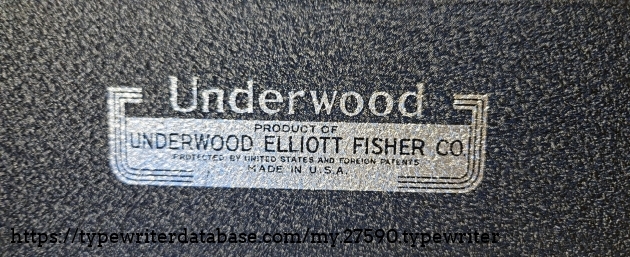 Underwood
PRODUCT OF
UNDERWOOD ELLIOTT FISHER CO.
PROTECTED BY UNITED STATES AND FOREIGN PATENTS
MADE IN U.S.A.
https://typewriterdatabase.com/my.27590.typewriter